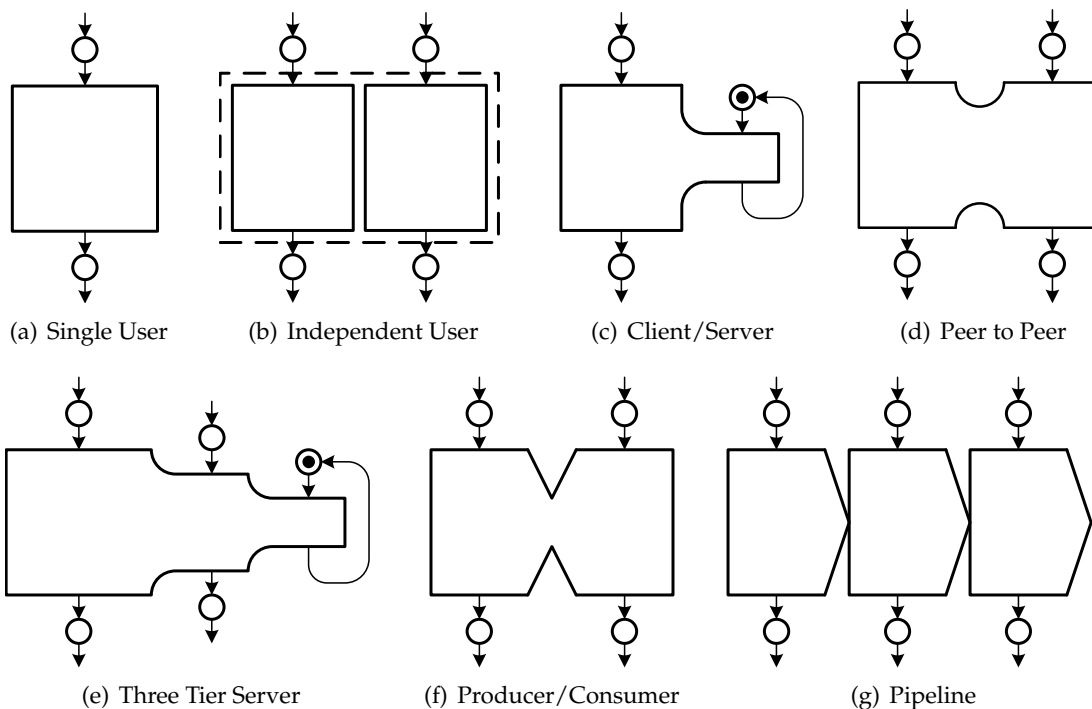 (a) Single User
(b) Independent User
(c) Client/Server
(d) Peer to Peer
(e) Three Tier Server
(f) Producer/Consumer
(g) Pipeline